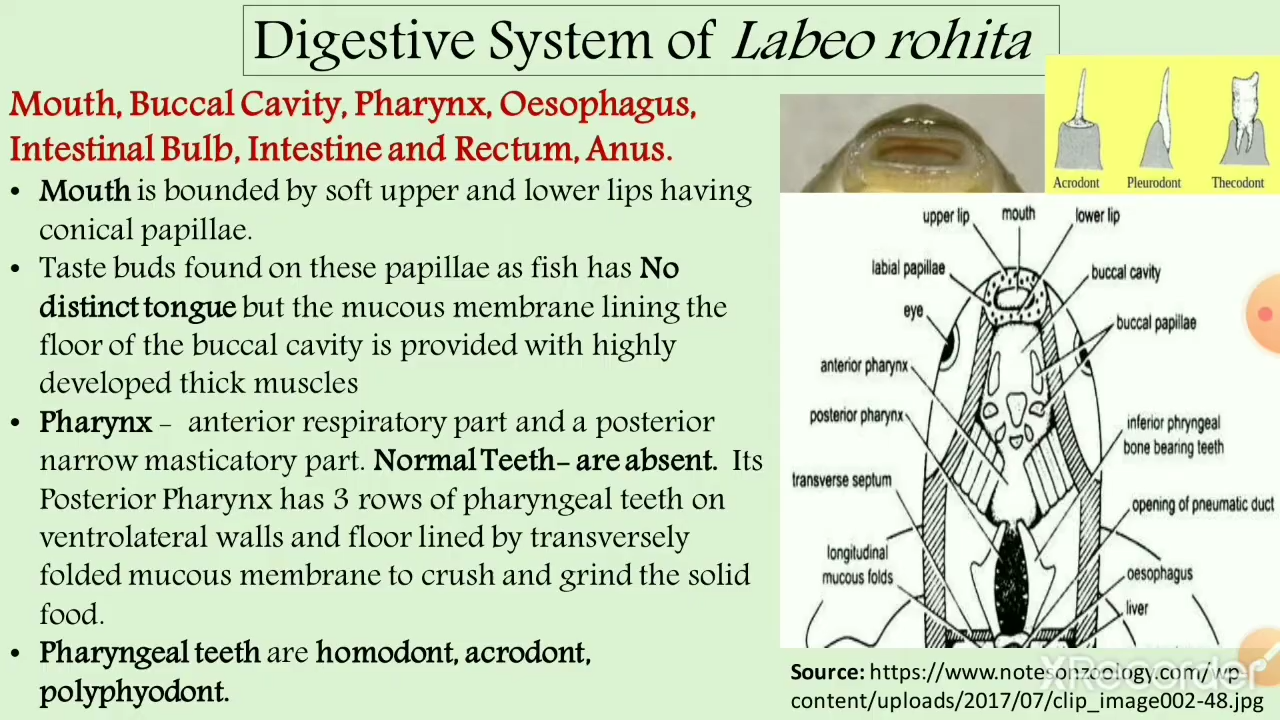 Digestive System of Labeo rohita
Mouth, Buccal Cavity, Pharynx, Oesophagus,
Intestinal Bulb, Intestine and Rectum, Anus.
• Mouth is bounded by soft upper and lower lips having
conical papillae.
• Taste buds found on these papillae as fish has No
distinct tongue but the mucous membrane lining the
floor of the buccal cavity is provided with highly
developed thick muscles
• Pharynx – anterior respiratory part and a posterior
narrow masticatory part. Normal Teeth– are absent. Its
Posterior Pharynx has 3 rows of pharyngeal teeth on
ventrolateral walls and floor lined by transversely
folded mucous membrane to crush and grind the solid
food.
• Pharyngeal teeth are homodont, acrodont,
polyphyodont.
Acrodont Pleurodont Thecodont
upper lip mouth lower lip
labial papillae
buccal cavity
eye
buccal papillae
anterior pharynx
posterior pharynx
inferior phryngeal
bone bearing teeth
transverse septum
opening of pneumatic duct
longitudinal
mucous folds
oesophagus
liver
Source: https://www.notesonzoology.com/wp-
content/uploads/2017/07/clip_image002-48.jpg
XRecorder